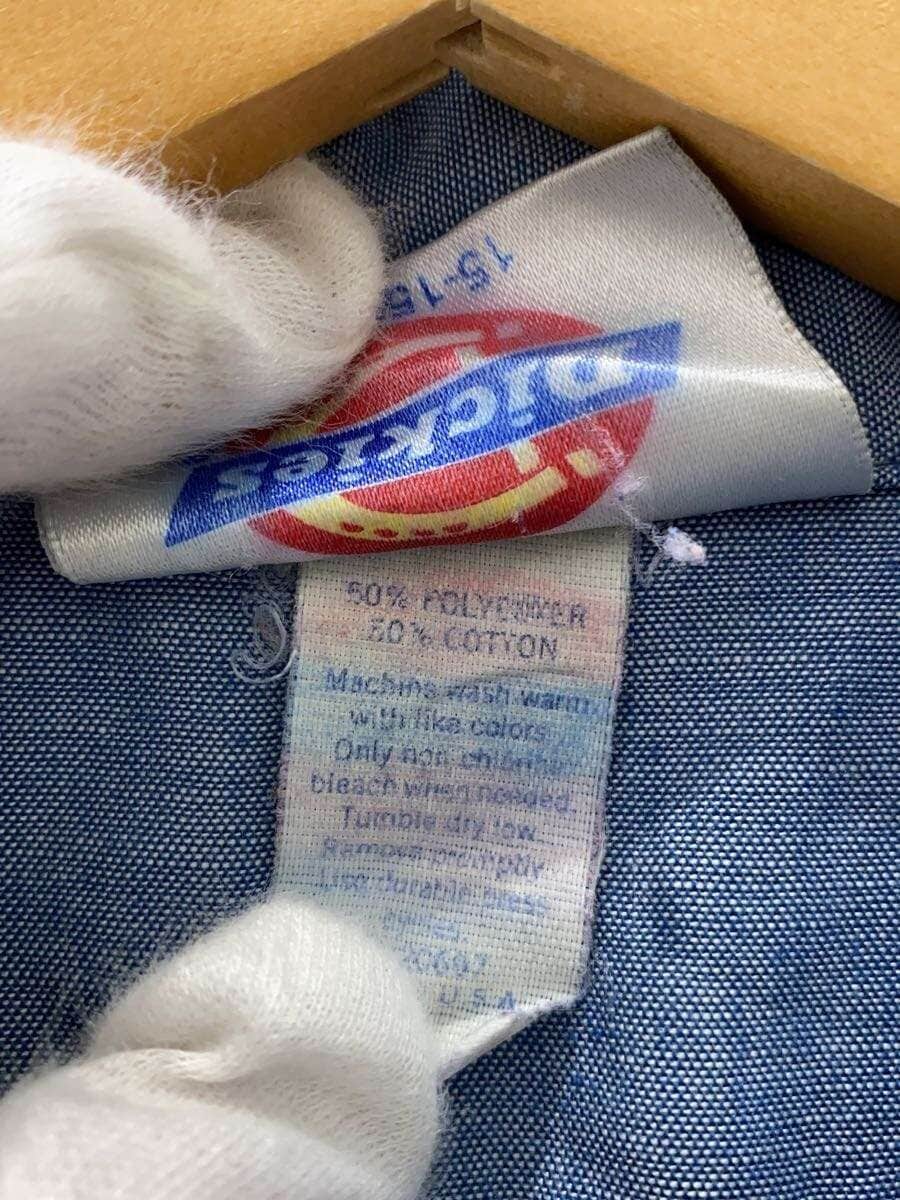 15-15
Dickies
50% POLYESTER
50% COTTON
Machine wash warm
with like colors.
Only non chlorine
bleach when needed.
Tumble dry low
Remove promptly
Use durable press
U.S.A.